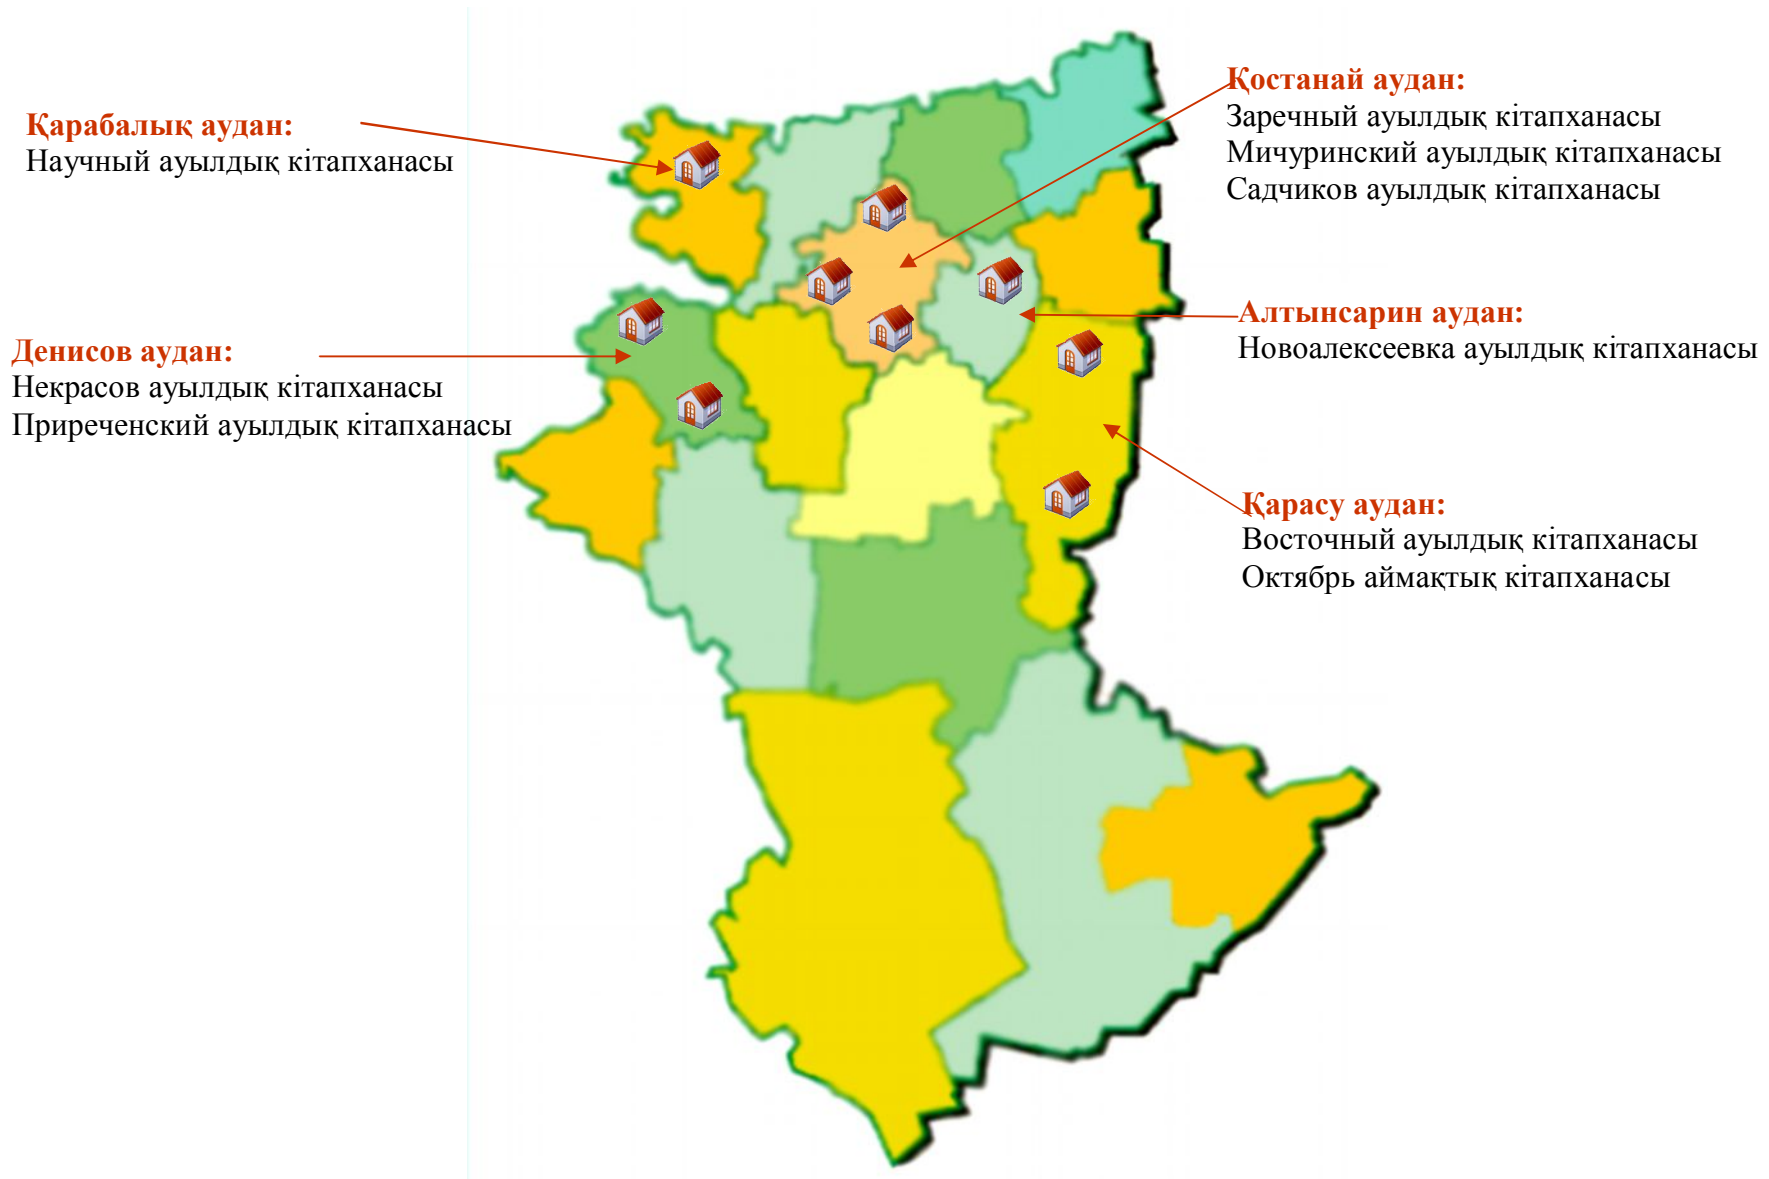 Қарабалық аудан:
Научный ауылдық кітапханасы
Денисов аудан:
Некрасов ауылдық кітапханасы
Приреченский ауылдық кітапханасы
Қостанай аудан:
Заречный ауылдық кітапханасы
Мичуринский ауылдық кітапханасы
Садчиков ауылдық кітапханасы
Алтынсарин аудан:
Новоалексеевка ауылдық кітапханасы
Қарасу аудан:
Восточный ауылдық кітапханасы
Октябрь аймақтық кітапханасы